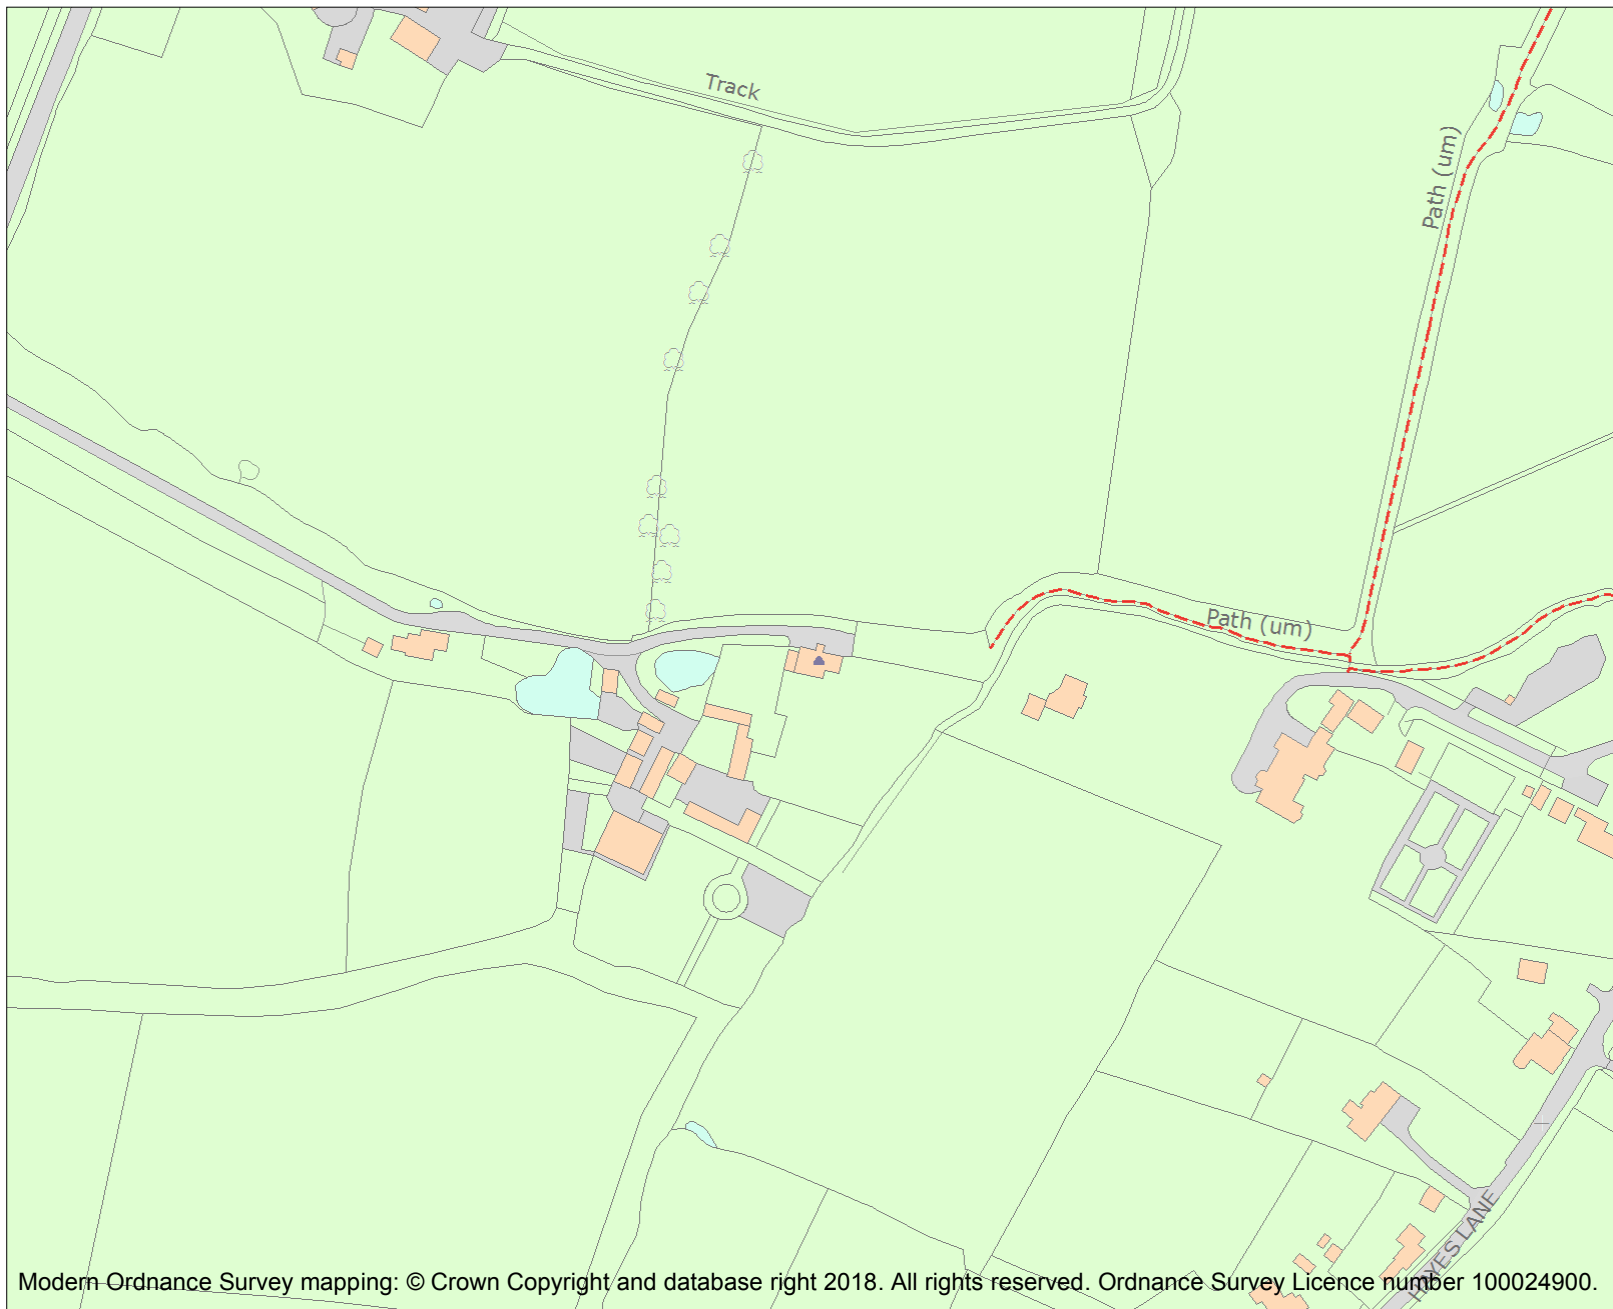 Track
Path (um)
Path (um)
HAYES LANE
Modern Ordnance Survey mapping: © Crown Copyright and database right 2018. All rights reserved. Ordnance Survey Licence number 100024900.